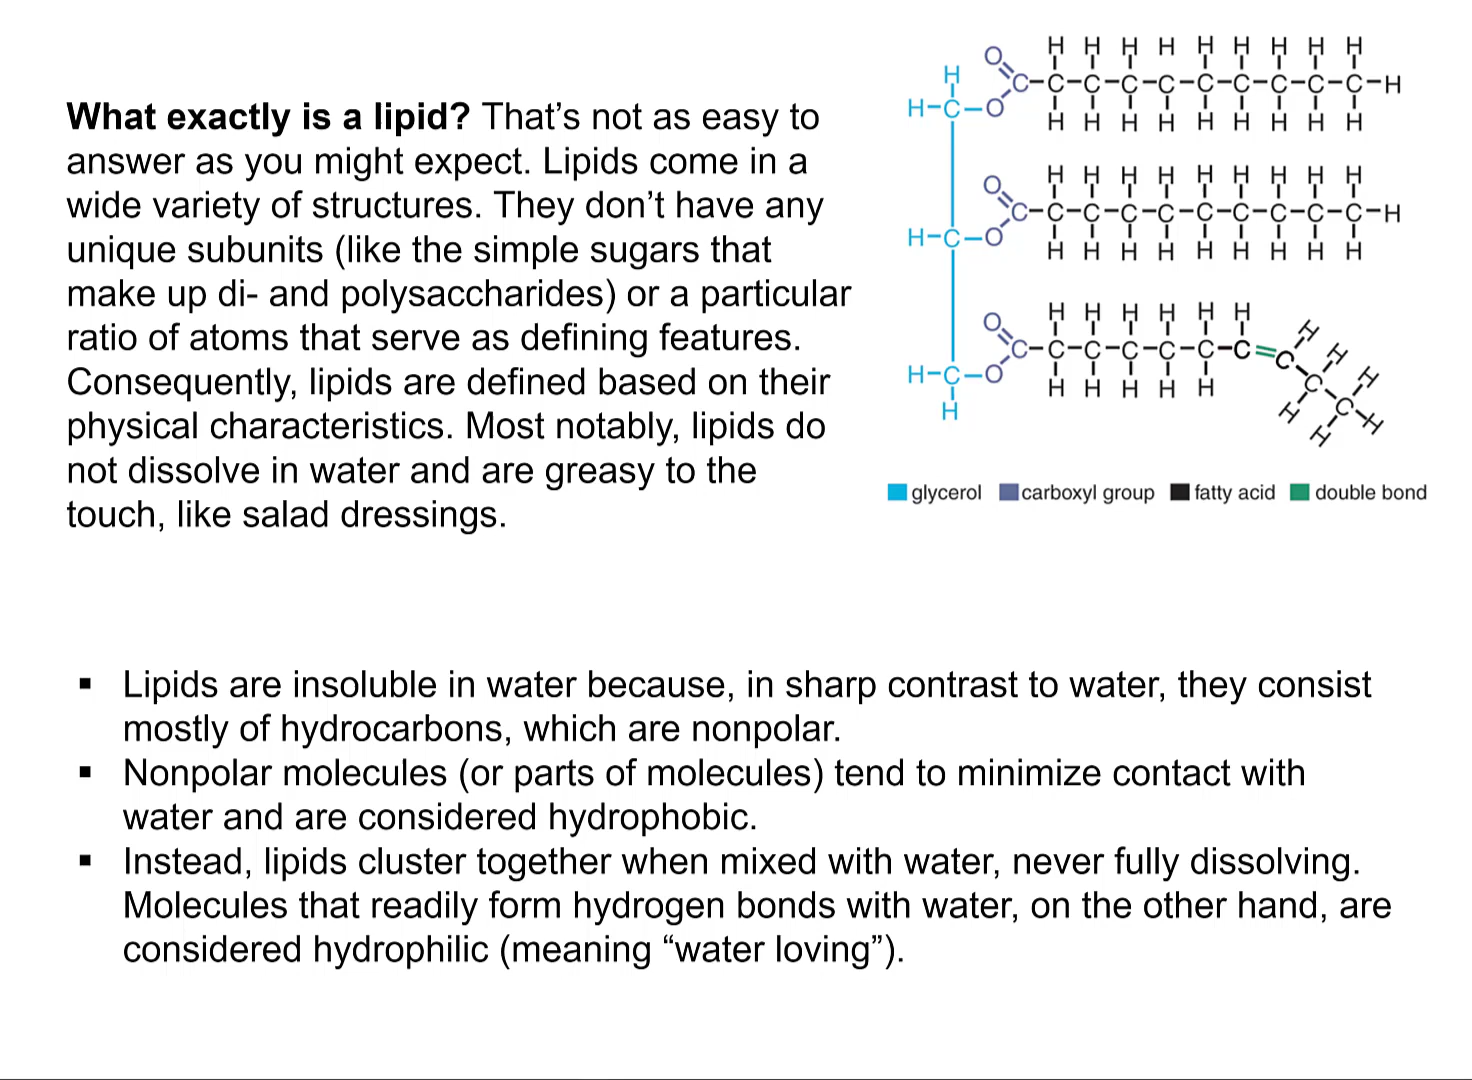 What exactly is a lipid? That’s not as easy to
answer as you might expect. Lipids come in a
wide variety of structures. They don’t have any
unique subunits (like the simple sugars that
make up di- and polysaccharides) or a particular
ratio of atoms that serve as defining features.
Consequently, lipids are defined based on their
physical characteristics. Most notably, lipids do
not dissolve in water and are greasy to the
touch, like salad dressings.
H H H H H H H H H
O
H C-C-C-C-C-C-C-C-C-C-H
H-C-O
H H H H H H H H H
H H H H H H H H H
O
C-C-C-C-C-C-C-C-C-C-H
H-C-O
H H H H H H H H H
H H H H H H
O H
C-C-C-C-C-C-C=C H
H-C-O C H
H H H H H H C H
H H
glycerol carboxyl group fatty acid double bond
▪ Lipids are insoluble in water because, in sharp contrast to water, they consist
mostly of hydrocarbons, which are nonpolar.
▪ Nonpolar molecules (or parts of molecules) tend to minimize contact with
water and are considered hydrophobic.
▪ Instead, lipids cluster together when mixed with water, never fully dissolving.
Molecules that readily form hydrogen bonds with water, on the other hand, are
considered hydrophilic (meaning “water loving”).